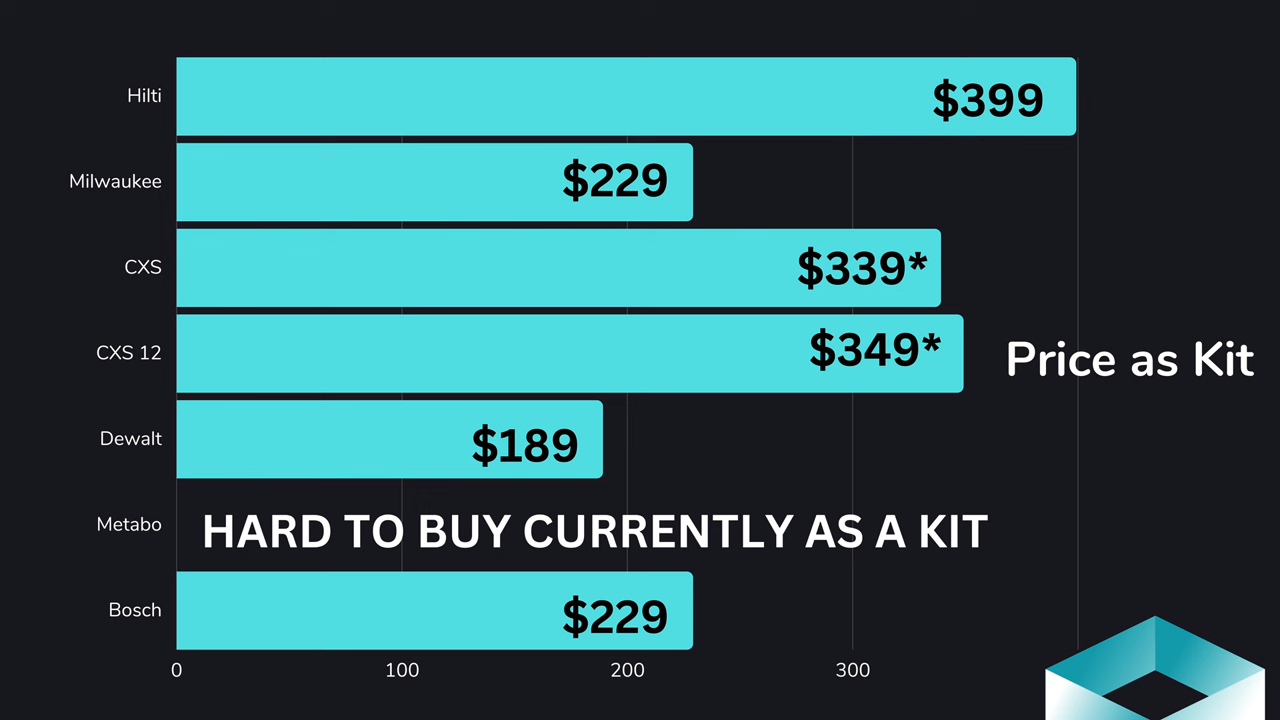 Hilti
$399
Milwaukee
$229
CXS
$339*
CXS 12
$349*
Price as Kit
Dewalt
$189
Metabo
HARD TO BUY CURRENTLY AS A KIT
Bosch
$229
0 100 200 300